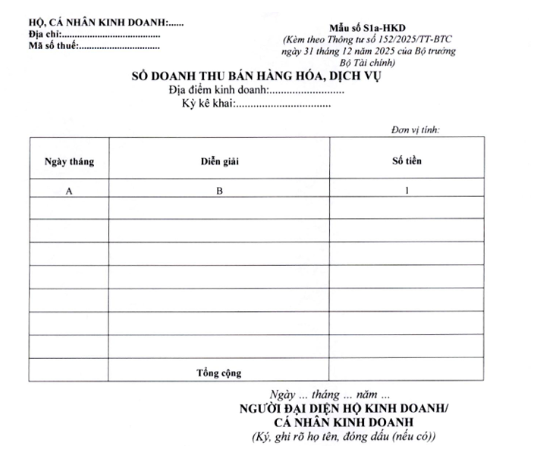 HỘ, CÁ NHÂN KINH DOANH:......
Địa chỉ:..............................
Mã số thuế:.........................
Mẫu số S1a-HKD
(Kèm theo Thông tư số 152/2025/TT-BTC
ngày 31 tháng 12 năm 2025 của Bộ trưởng
Bộ Tài chính)
SỔ DOANH THU BÁN HÀNG HÓA, DỊCH VỤ
Địa điểm kinh doanh:.........................
Kỳ kê khai:................................
Đơn vị tính:
Ngày tháng Diễn giải Số tiền
A B 1
Tổng cộng
Ngày ... tháng ... năm ...
NGƯỜI ĐẠI DIỆN HỘ KINH DOANH/
CÁ NHÂN KINH DOANH
(Ký, ghi rõ họ tên, đóng dấu (nếu có))